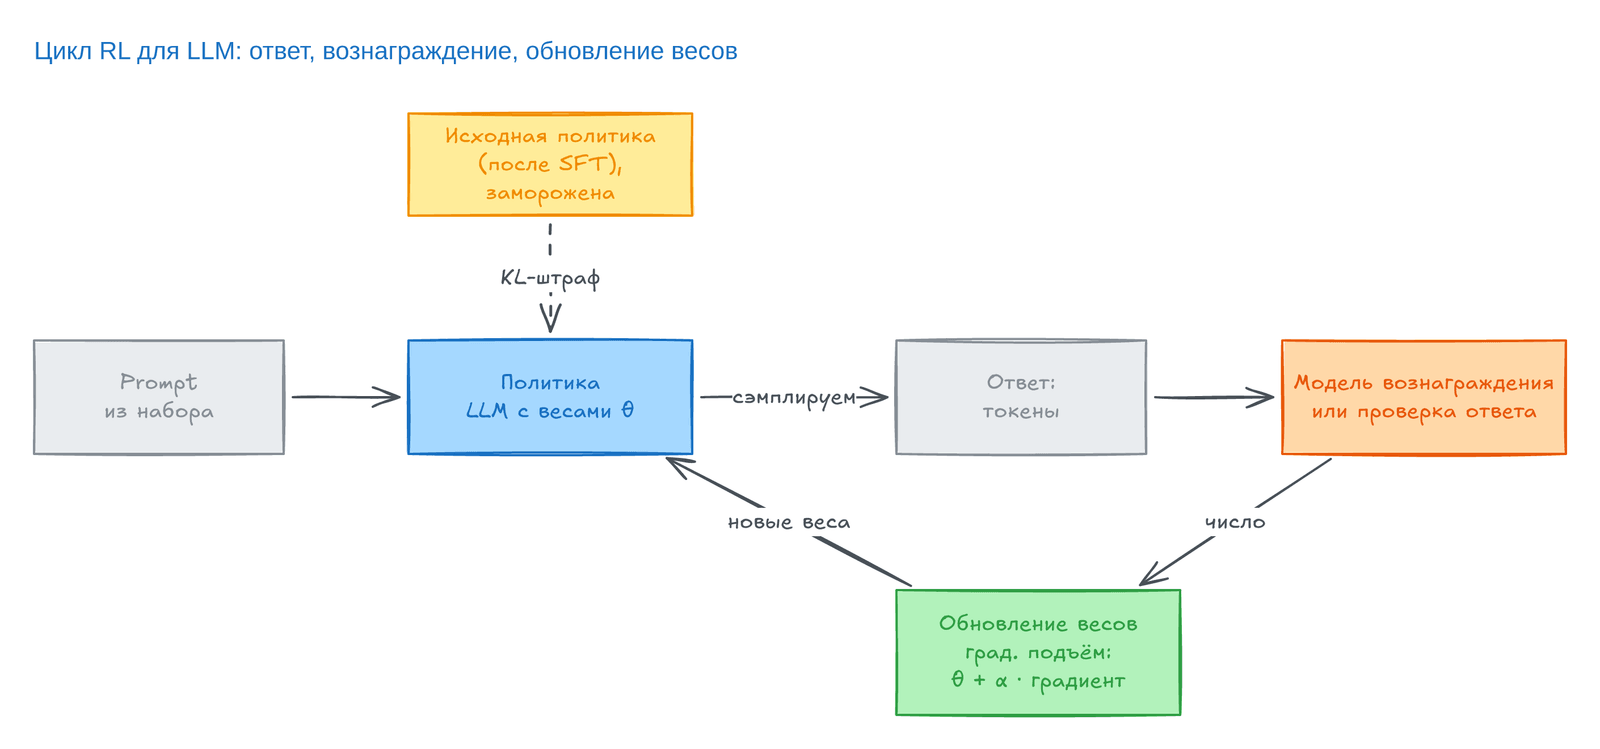 Цикл RL для LLM: ответ, вознаграждение, обновление весов
Исходная политика
(после SFT),
заморожена
KL-штраф
Prompt
из набора
Политика
LLM с весами θ
сэмплируем
Ответ:
токены
Модель вознаграждения
или проверка ответа
новые веса
число
Обновление весов
град. подъём:
θ + α · градиент